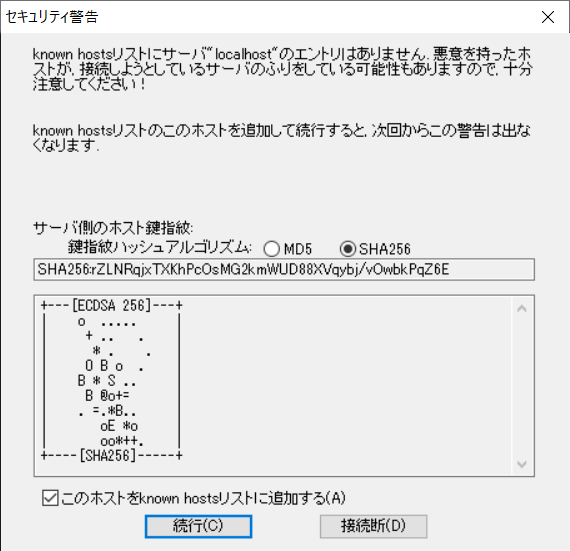 セキュリティ警告
known hostsリストにサーバ"localhost"のエントリはありません. 悪意を持ったホ
ストが, 接続しようとしているサーバのふりをしている可能性もありますので, 十分
注意してください！
known hostsリストのこのホストを追加して続行すると, 次回からこの警告は出な
くなります.
サーバ側のホスト鍵指紋:
鍵指紋ハッシュアルゴリズム: MD5 SHA256
SHA256:rZLNRqjxTXKhPcOsMG2kmWUD88XVqybj/vOwbkPqZ6E
+---[ECDSA 256]---+
|    o  .....     |
|     + ..   .    |
|      * .    .   |
|     O B o  .    |
|    B * S ..     |
|     B @o+=      |
|    . =.*B..     |
|       oE *o     |
|       oo*++.    |
+----[SHA256]-----+
このホストをknown hostsリストに追加する(A)
続行(C) 接続断(D)